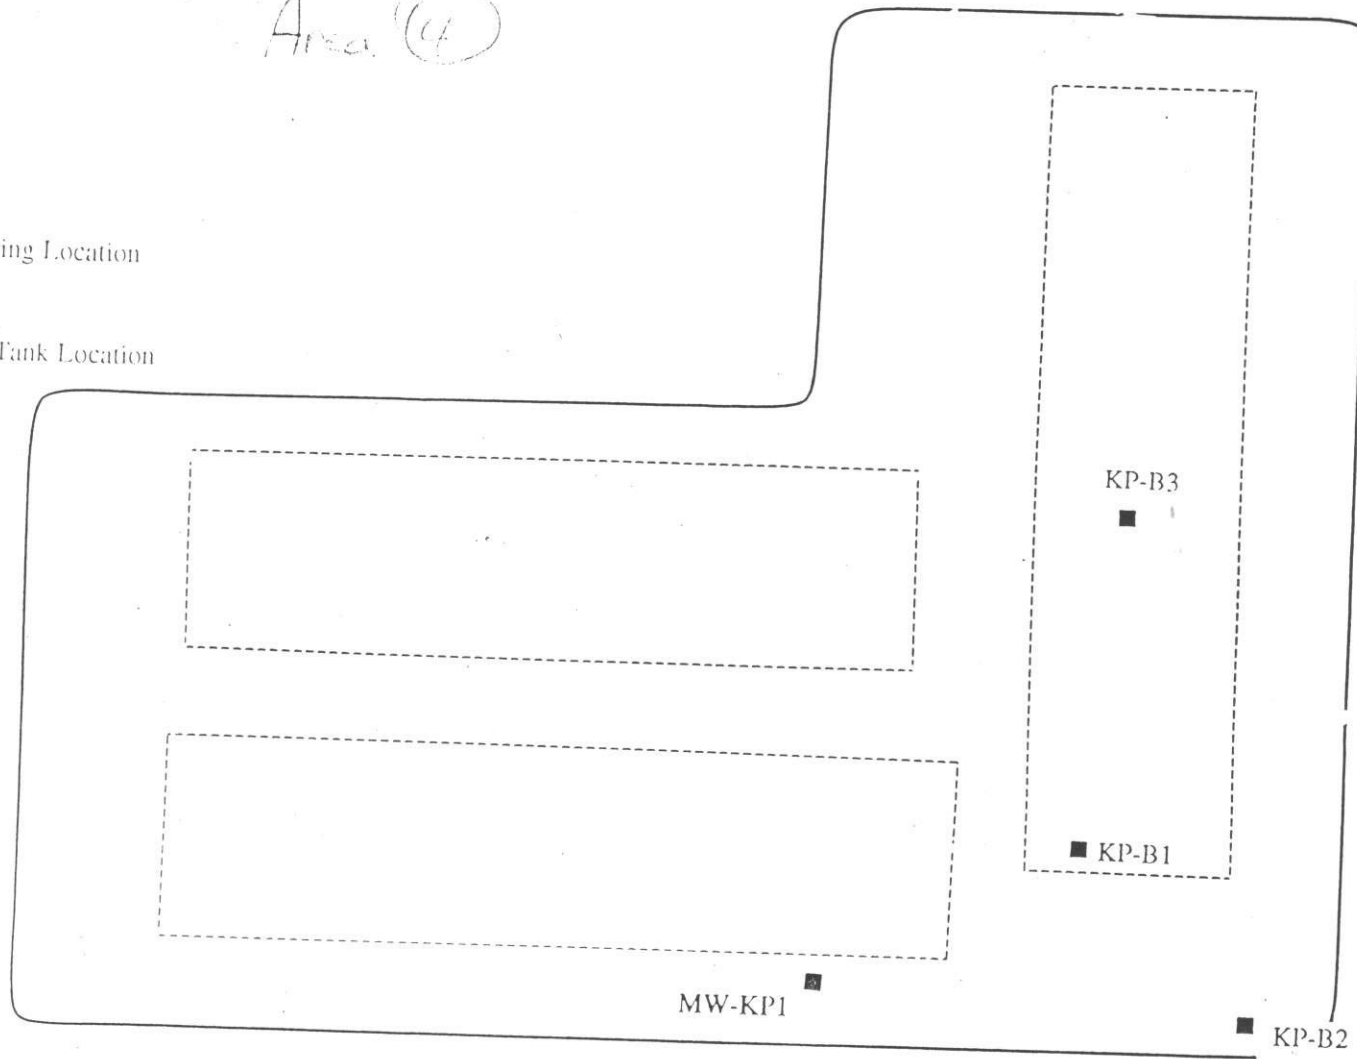 Area 4
ing Location
Tank Location
KP-B3
KP-B1
MW-KP1
KP-B2